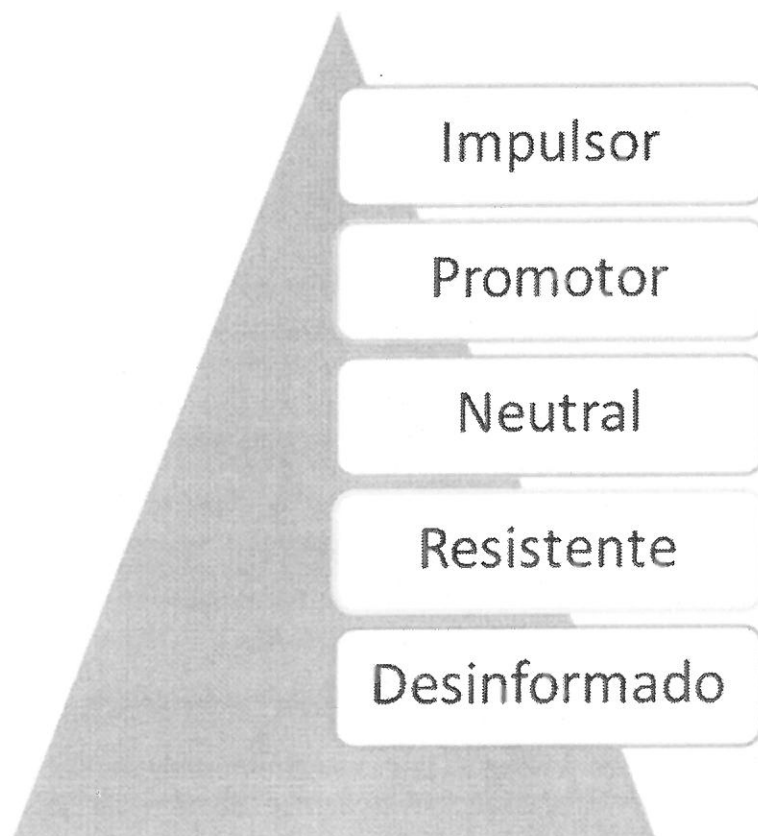 Impulsor
Promotor
Neutral
Resistente
Desinformado